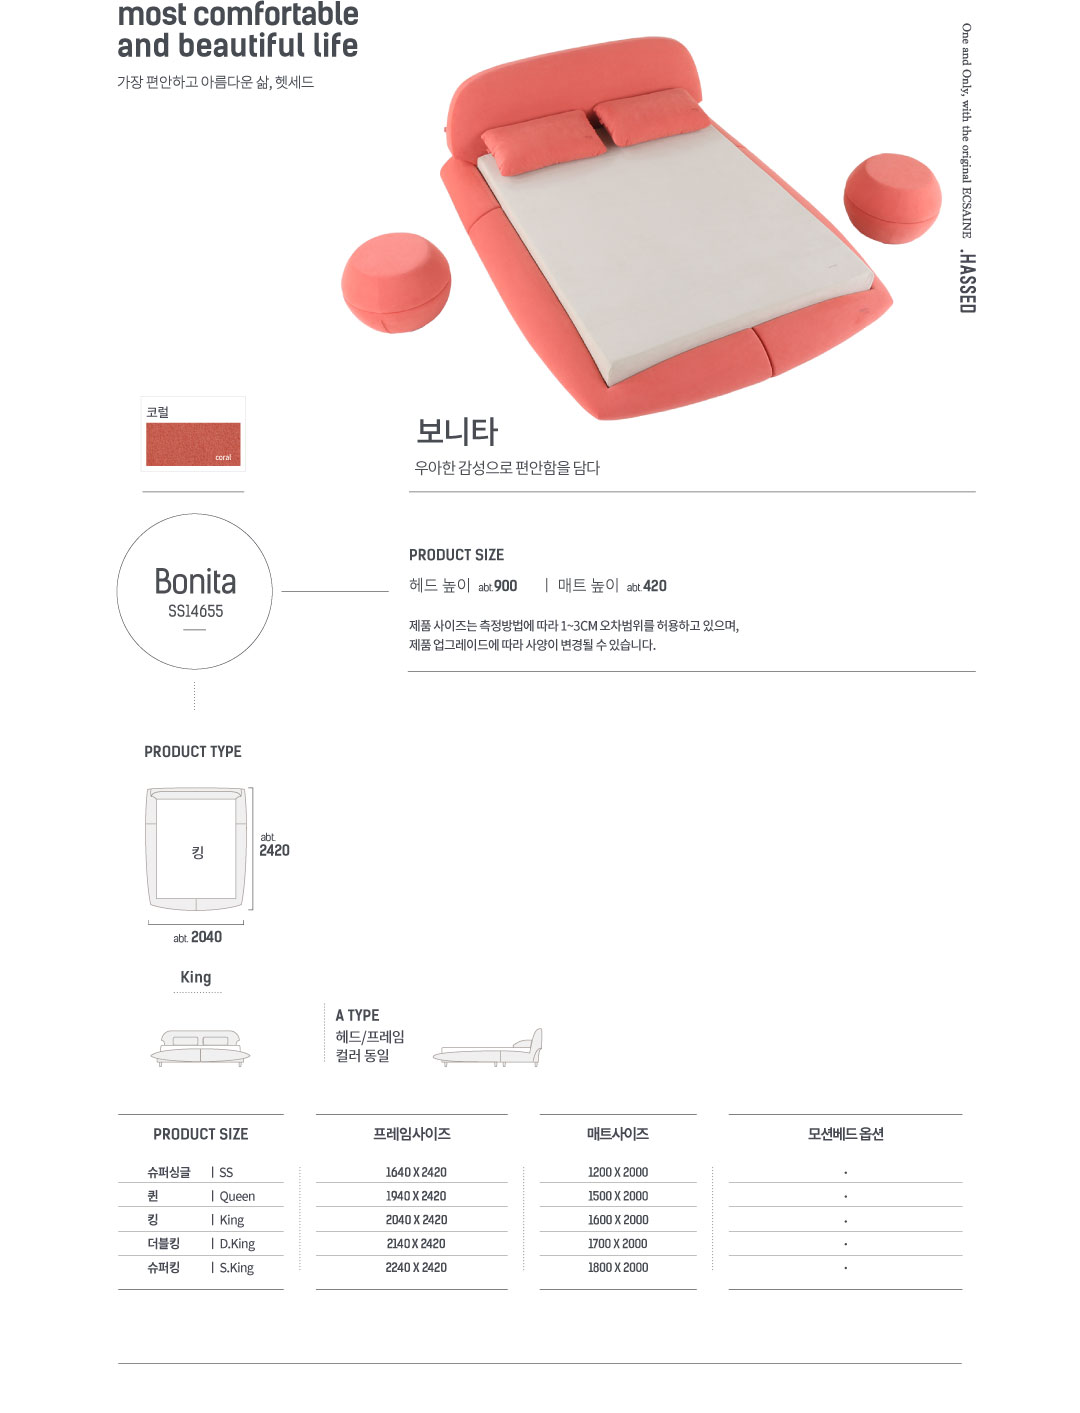 most comfortable
and beautiful life
가장 편안하고 아름다운 삶, 헷세드
One and Only, with the original ECSAINE .HASSED
코럴
coral
보니타
우아한 감성으로 편안함을 담다
Bonita
SS14655
PRODUCT SIZE
헤드 높이 abt.900 | 매트 높이 abt.420
제품 사이즈는 측정방법에 따라 1~3CM 오차범위를 허용하고 있으며,
제품 업그레이드에 따라 사양이 변경될 수 있습니다.
PRODUCT TYPE
킹
abt.
2420
abt. 2040
King
A TYPE
헤드/프레임
컬러 동일
PRODUCT SIZE 프레임사이즈 매트사이즈 모션베드 옵션
슈퍼싱글 | SS 1640 X 2420 1200 X 2000 ·
퀸 | Queen 1940 X 2420 1500 X 2000 ·
킹 | King 2040 X 2420 1600 X 2000 ·
더블킹 | D.King 2140 X 2420 1700 X 2000 ·
슈퍼킹 | S.King 2240 X 2420 1800 X 2000 ·